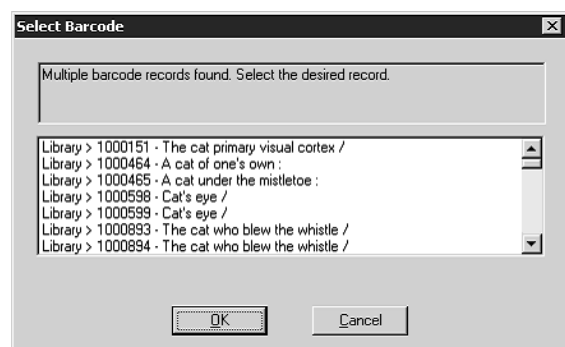 Select Barcode
Multiple barcode records found. Select the desired record.
Library > 1000151 - The cat primary visual cortex /
Library > 1000464 - A cat of one's own :
Library > 1000465 - A cat under the mistletoe :
Library > 1000598 - Cat's eye /
Library > 1000599 - Cat's eye /
Library > 1000893 - The cat who blew the whistle /
Library > 1000894 - The cat who blew the whistle /
OK
Cancel